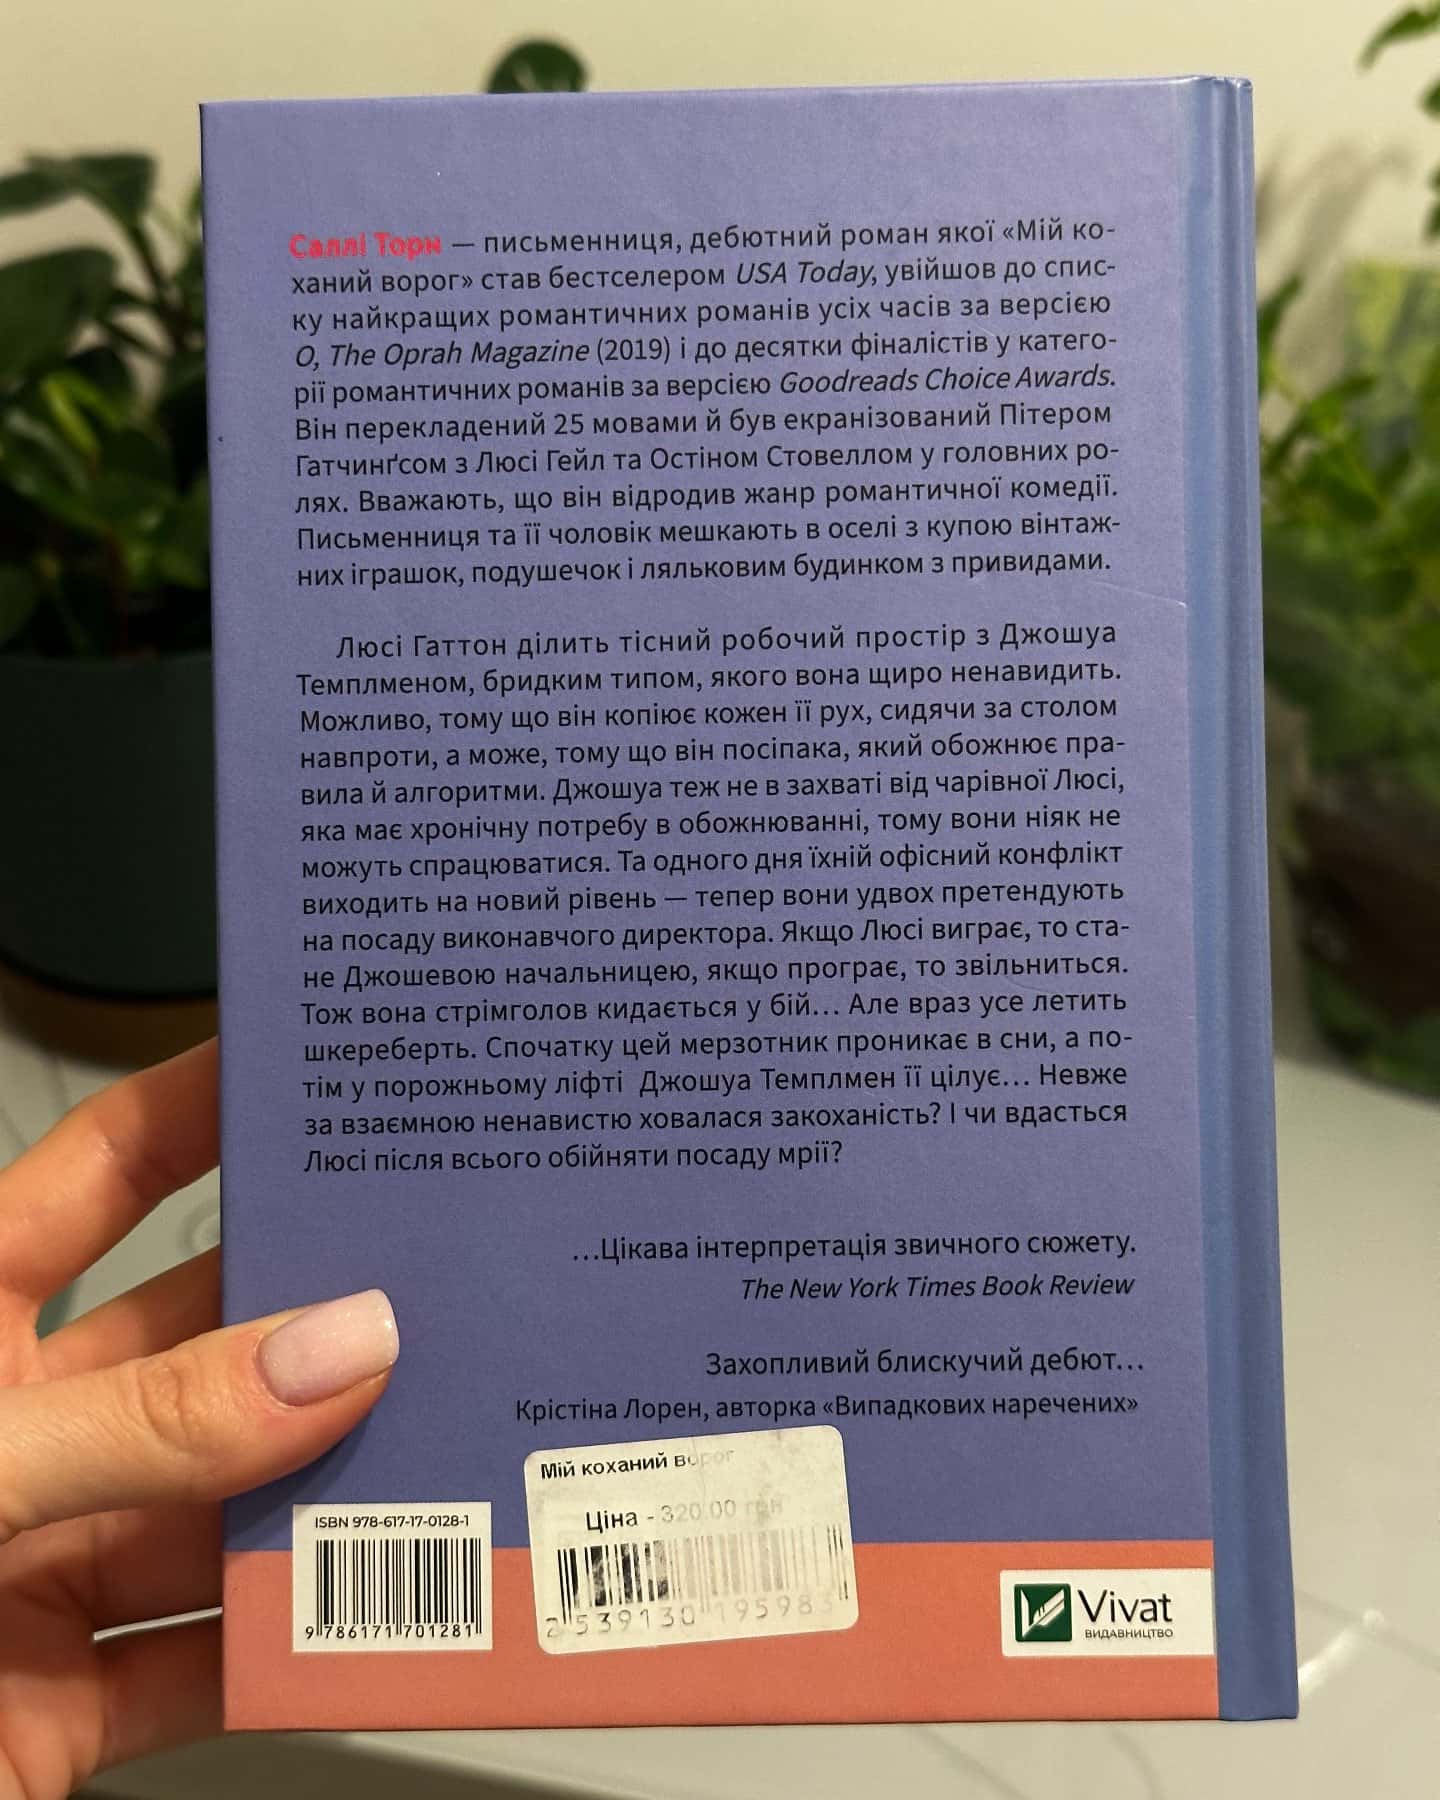 Саллі Торн — письменниця, дебютний роман якої «Мій ко-
ханий ворог» став бестселером USA Today, увійшов до спис-
ку найкращих романтичних романів усіх часів за версією
O, The Oprah Magazine (2019) і до десятки фіналістів у катего-
рії романтичних романів за версією Goodreads Choice Awards.
Він перекладений 25 мовами й був екранізований Пітером
Гатчинґсом з Люсі Гейл та Остіном Стовеллом у головних ро-
лях. Вважають, що він відродив жанр романтичної комедії.
Письменниця та її чоловік мешкають в оселі з купою вінтаж-
них іграшок, подушечок і ляльковим будинком з привидами.
Люсі Гаттон ділить тісний робочий простір з Джошуа
Темплменом, бридким типом, якого вона щиро ненавидить.
Можливо, тому що він копіює кожен її рух, сидячи за столом
навпроти, а може, тому що він посіпака, який обожнює пра-
вила й алгоритми. Джошуа теж не в захваті від чарівної Люсі,
яка має хронічну потребу в обожнюванні, тому вони ніяк не
можуть спрацюватися. Та одного дня їхній офісний конфлікт
виходить на новий рівень — тепер вони удвох претендують
на посаду виконавчого директора. Якщо Люсі виграє, то ста-
не Джошевою начальницею, якщо програє, то звільниться.
Тож вона стрімголов кидається у бій... Але враз усе летить
шкереберть. Спочатку цей мерзотник проникає в сни, а по-
тім у порожньому ліфті Джошуа Темплмен її цілує... Невже
за взаємною ненавистю ховалася закоханість? І чи вдасться
Люсі після всього обійняти посаду мрії?
...Цікава інтерпретація звичного сюжету.
The New York Times Book Review
Захопливий блискучий дебют...
Крістіна Лорен, авторка «Випадкових наречених»
Мій коханий ворог
Ціна - 320.00 грн
2 539130 195983
ISBN 978-617-17-0128-1
9 786171 701281
Vivat
ВИДАВНИЦТВО